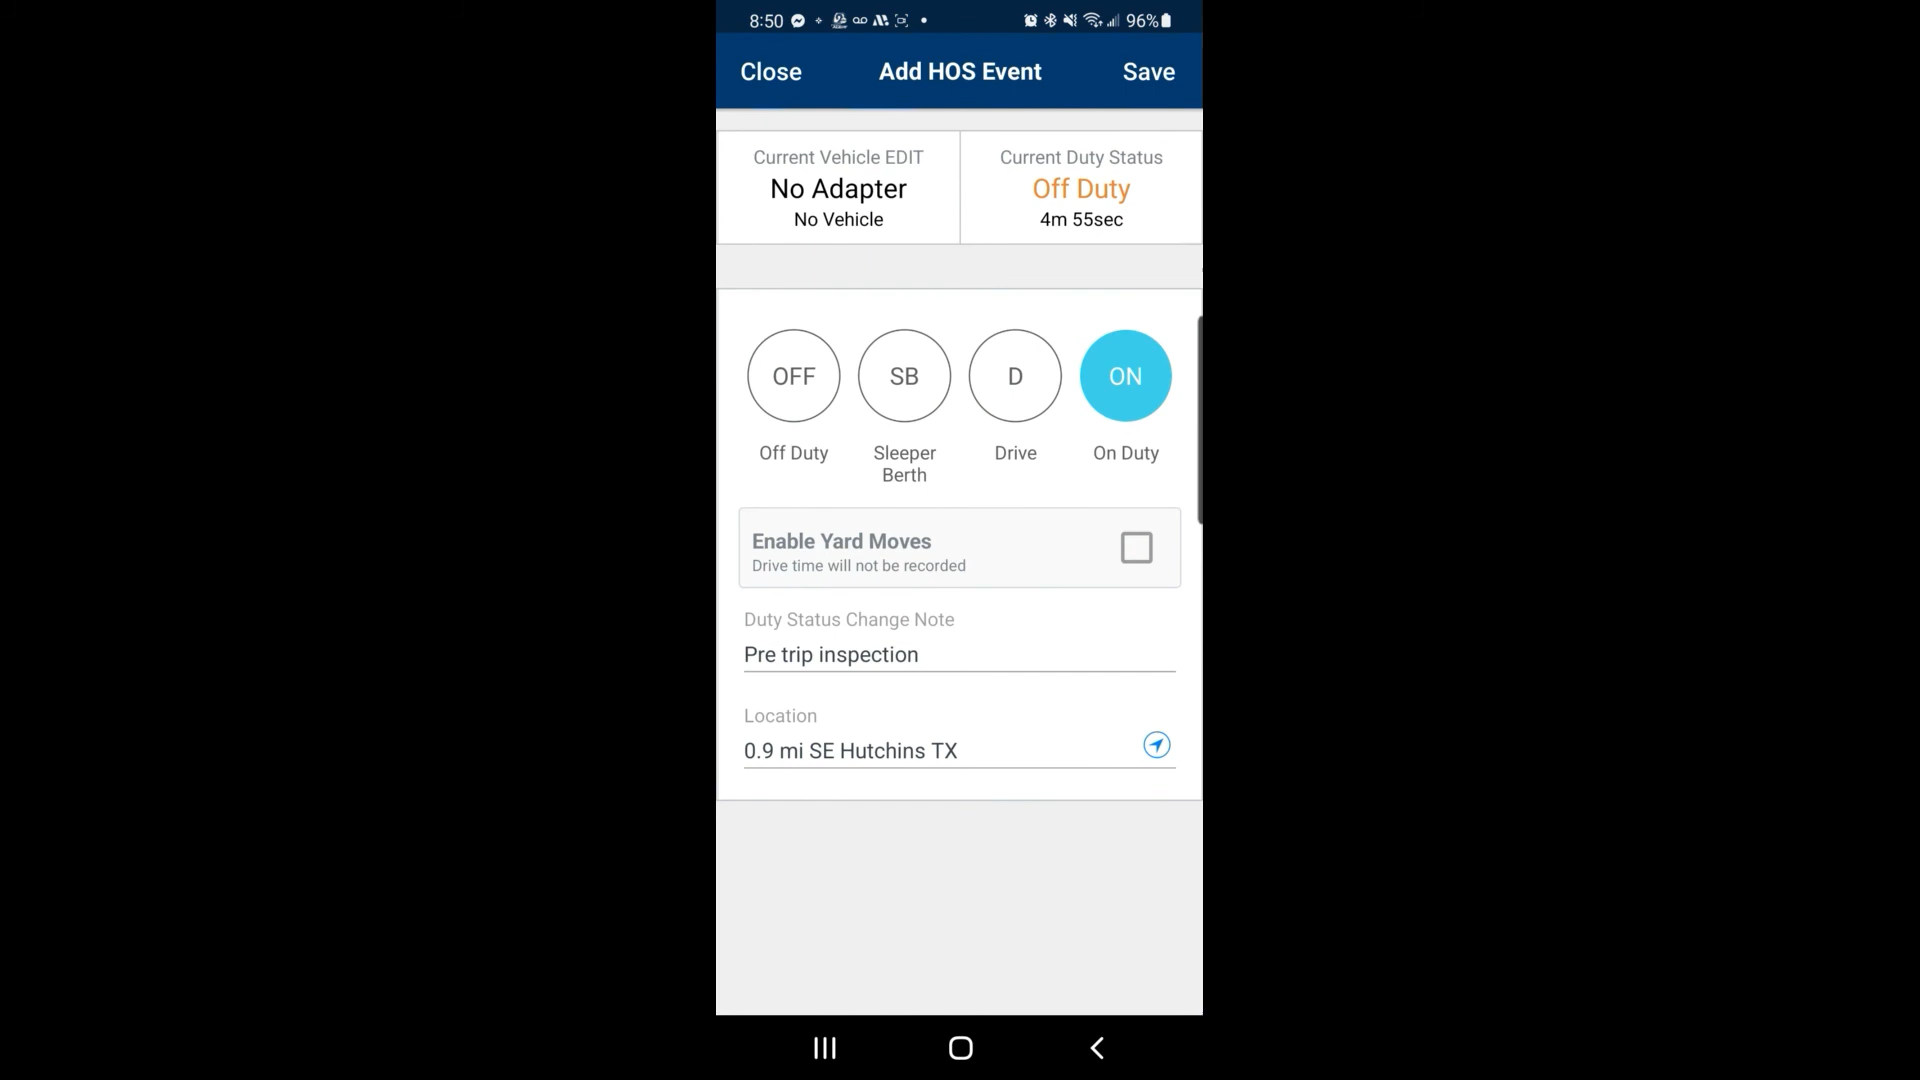 8:50 96%
Close Add HOS Event Save
Current Vehicle EDIT
No Adapter
No Vehicle
Current Duty Status
Off Duty
4m 55sec
OFF SB D ON
Off Duty Sleeper Berth Drive On Duty
Enable Yard Moves
Drive time will not be recorded
Duty Status Change Note
Pre trip inspection
Location
0.9 mi SE Hutchins TX